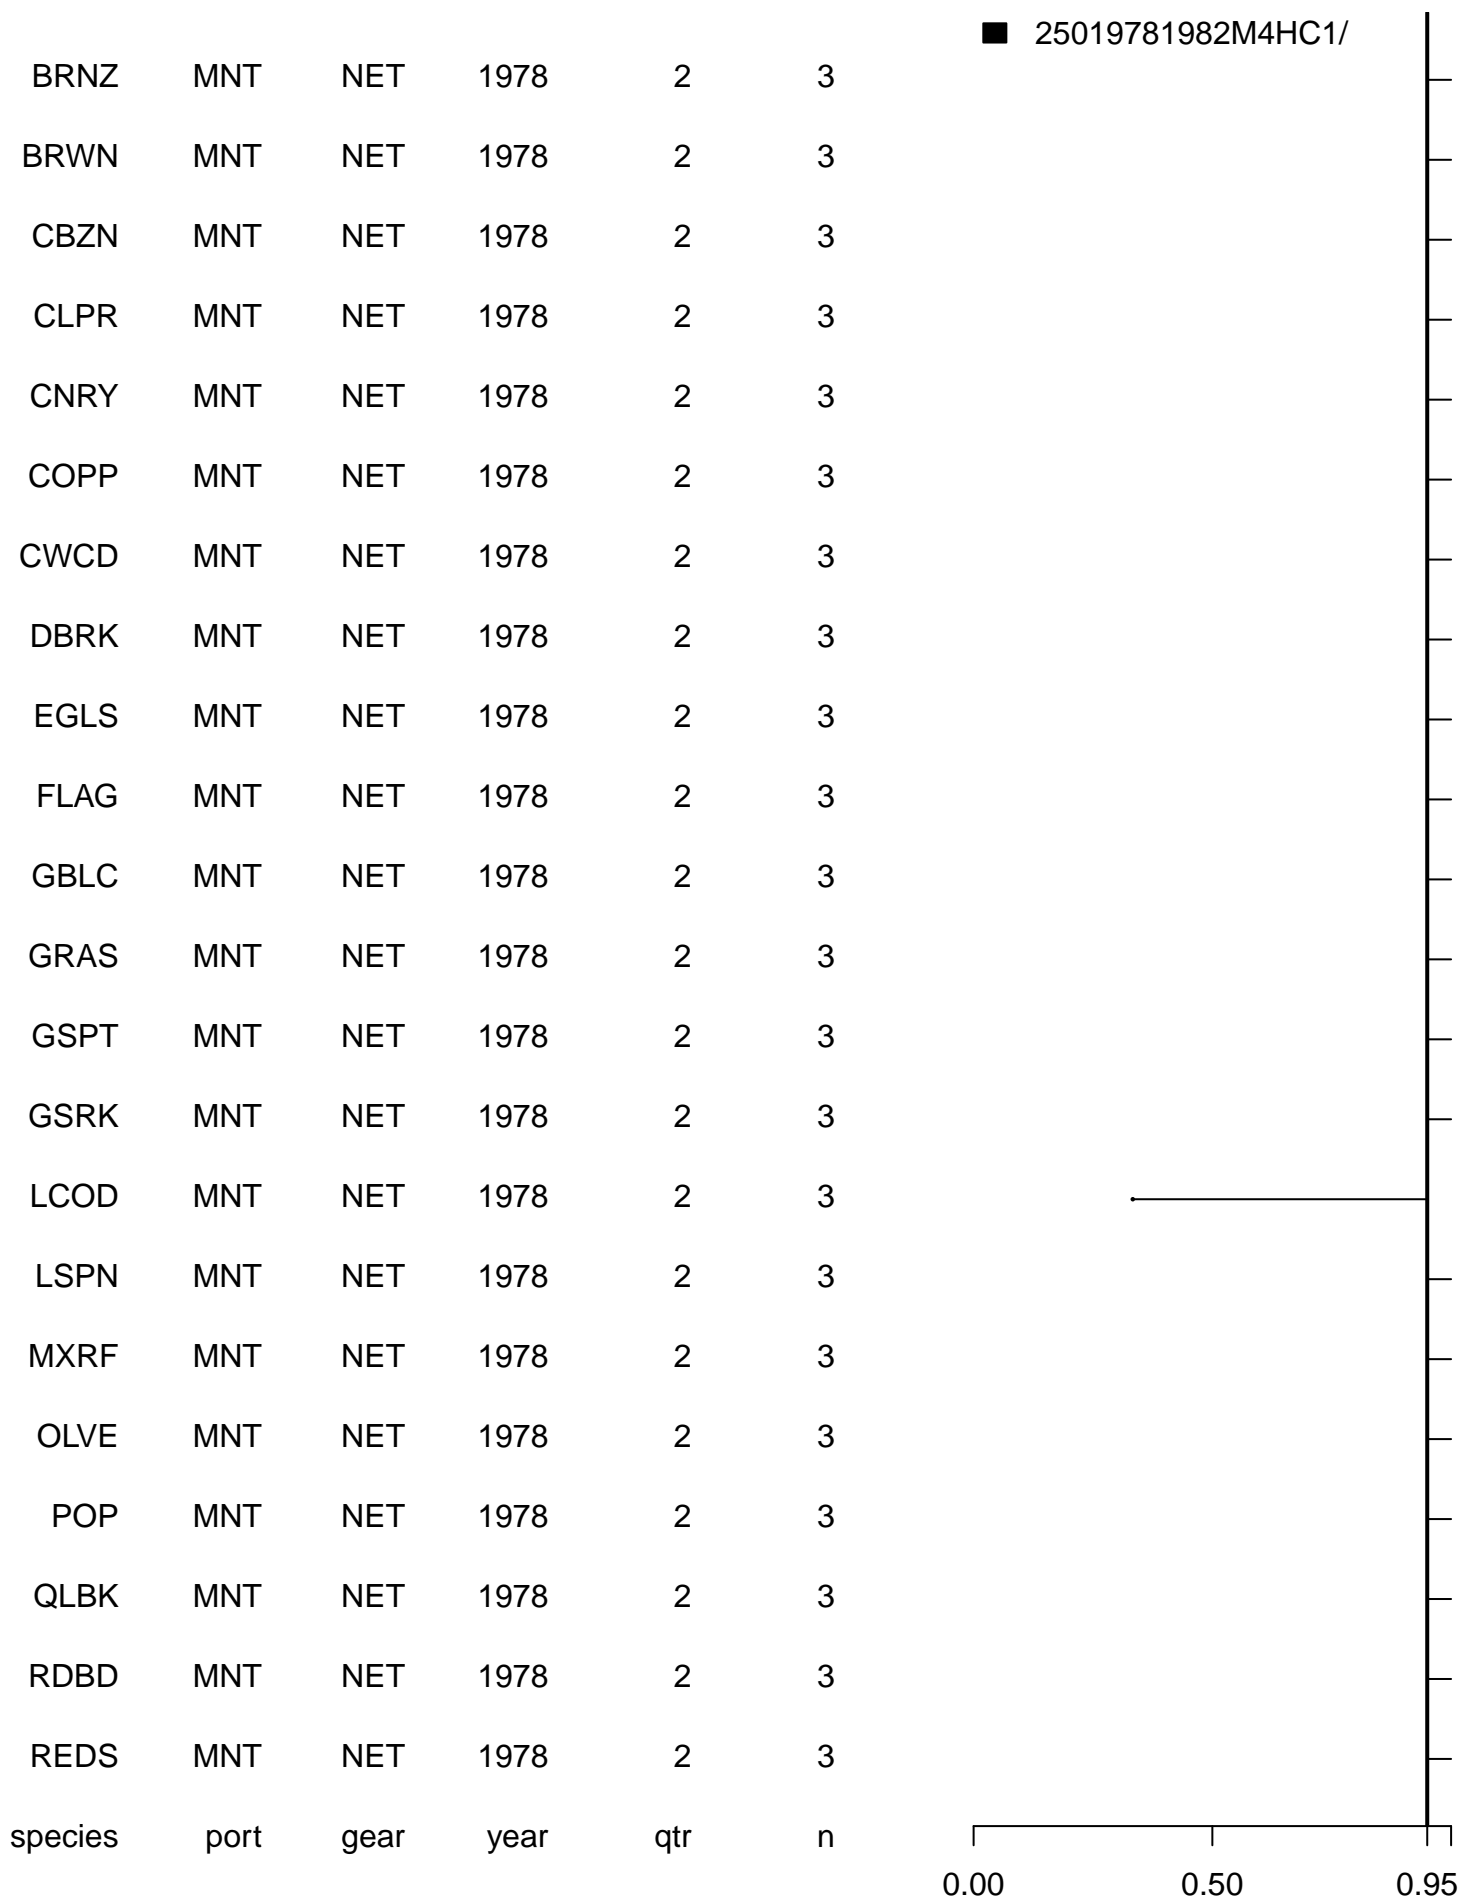 25019781982M4HC1/
BRNZ MNT NET 1978 2 3
BRWN MNT NET 1978 2 3
CBZN MNT NET 1978 2 3
CLPR MNT NET 1978 2 3
CNRY MNT NET 1978 2 3
COPP MNT NET 1978 2 3
CWCD MNT NET 1978 2 3
DBRK MNT NET 1978 2 3
EGLS MNT NET 1978 2 3
FLAG MNT NET 1978 2 3
GBLC MNT NET 1978 2 3
GRAS MNT NET 1978 2 3
GSPT MNT NET 1978 2 3
GSRK MNT NET 1978 2 3
LCOD MNT NET 1978 2 3
LSPN MNT NET 1978 2 3
MXRF MNT NET 1978 2 3
OLVE MNT NET 1978 2 3
POP MNT NET 1978 2 3
QLBK MNT NET 1978 2 3
RDBD MNT NET 1978 2 3
REDS MNT NET 1978 2 3
species port gear year qtr n
0.00 0.50 0.95